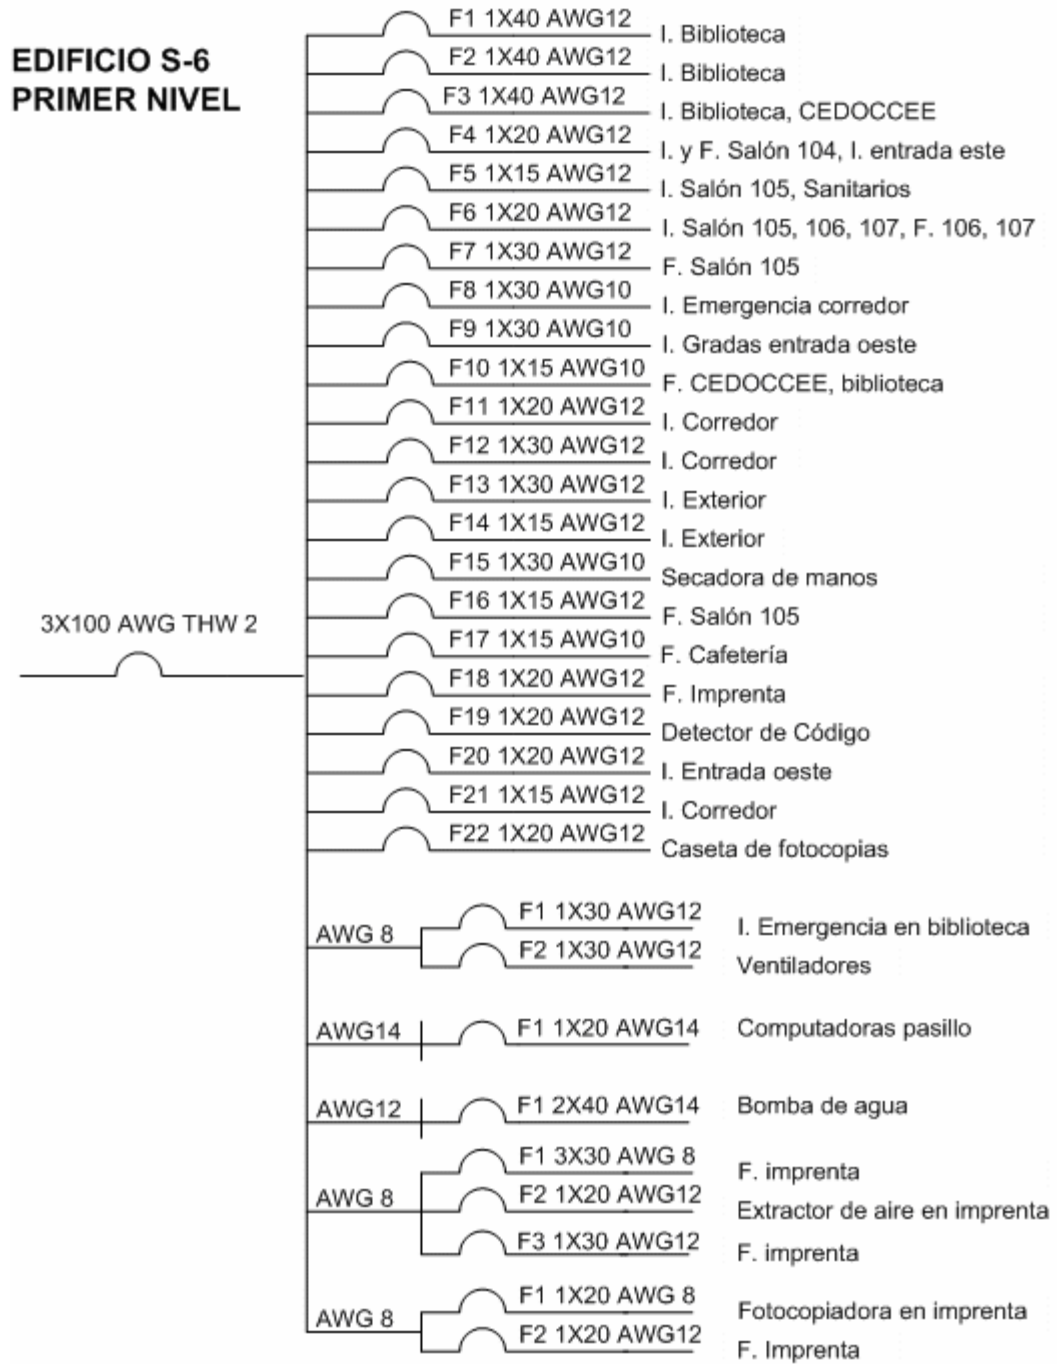 EDIFICIO S-6
PRIMER NIVEL
3X100 AWG THW 2
F1 1X40 AWG12 I. Biblioteca
F2 1X40 AWG12 I. Biblioteca
F3 1X40 AWG12 I. Biblioteca, CEDOCCEE
F4 1X20 AWG12 I. y F. Salón 104, I. entrada este
F5 1X15 AWG12 I. Salón 105, Sanitarios
F6 1X20 AWG12 I. Salón 105, 106, 107, F. 106, 107
F7 1X30 AWG12 F. Salón 105
F8 1X30 AWG10 I. Emergencia corredor
F9 1X30 AWG10 I. Gradas entrada oeste
F10 1X15 AWG10 F. CEDOCCEE, biblioteca
F11 1X20 AWG12 I. Corredor
F12 1X30 AWG12 I. Corredor
F13 1X30 AWG12 I. Exterior
F14 1X15 AWG12 I. Exterior
F15 1X30 AWG10 Secadora de manos
F16 1X15 AWG12 F. Salón 105
F17 1X15 AWG10 F. Cafetería
F18 1X20 AWG12 F. Imprenta
F19 1X20 AWG12 Detector de Código
F20 1X20 AWG12 I. Entrada oeste
F21 1X15 AWG12 I. Corredor
F22 1X20 AWG12 Caseta de fotocopias
AWG 8
F1 1X30 AWG12 I. Emergencia en biblioteca
F2 1X30 AWG12 Ventiladores
AWG14 F1 1X20 AWG14 Computadoras pasillo
AWG12 F1 2X40 AWG14 Bomba de agua
AWG 8
F1 3X30 AWG 8 F. imprenta
F2 1X20 AWG12 Extractor de aire en imprenta
F3 1X30 AWG12 F. imprenta
AWG 8
F1 1X20 AWG 8 Fotocopiadora en imprenta
F2 1X20 AWG12 F. Imprenta